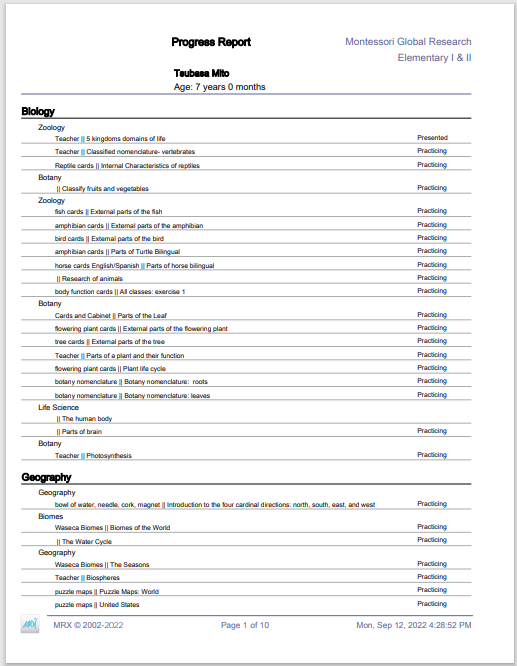 Progress Report
Montessori Global Research
Elementary I & II
Tsubasa Mito
Age: 7 years 0 months
Biology
Zoology
Teacher || 5 kingdoms domains of life Presented
Teacher || Classified nomenclature- vertebrates Practicing
Reptile cards || Internal Characteristics of reptiles Practicing
Botany
|| Classify fruits and vegetables Practicing
Zoology
fish cards || External parts of the fish Practicing
amphibian cards || External parts of the amphibian Practicing
bird cards || External parts of the bird Practicing
amphibian cards || Parts of Turtle Bilingual Practicing
horse cards English/Spanish || Parts of horse bilingual Practicing
|| Research of animals Practicing
body function cards || All classes: exercise 1 Practicing
Botany
Cards and Cabinet || Parts of the Leaf Practicing
flowering plant cards || External parts of the flowering plant Practicing
tree cards || External parts of the tree Practicing
Teacher || Parts of a plant and their function Practicing
flowering plant cards || Plant life cycle Practicing
botany nomenclature || Botany nomenclature: roots Practicing
botany nomenclature || Botany nomenclature: leaves Practicing
Life Science
|| The human body
|| Parts of brain Practicing
Botany
Teacher || Photosynthesis Practicing
Geography
Geography
bowl of water, needle, cork, magnet || Introduction to the four cardinal directions: north, south, east, and west Practicing
Biomes
Waseca Biomes || Biomes of the World Practicing
|| The Water Cycle Practicing
Geography
Waseca Biomes || The Seasons Practicing
Teacher || Biospheres Practicing
puzzle maps || Puzzle Maps: World Practicing
puzzle maps || United States Practicing
MRX © 2002-2022 Page 1 of 10 Mon, Sep 12, 2022 4:28:52 PM